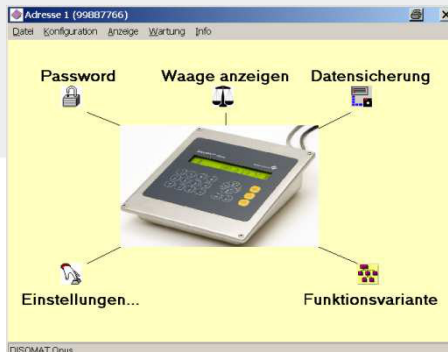 Adresse 1 (99887766)
Datei Konfiguration Anzeige Wartung Info
Password Waage anzeigen Datensicherung
Einstellungen... Funktionsvariante
DISOMAT Opus